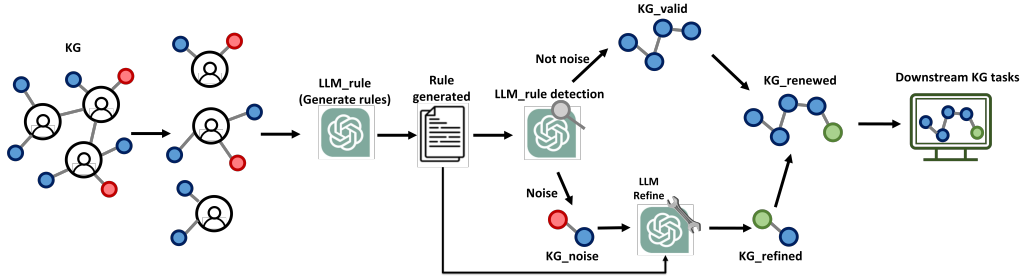 KG
LLM_rule
(Generate rules)
Rule
generated
LLM_rule detection
Not noise
KG_valid
Noise
KG_noise
LLM
Refine
KG_refined
KG_renewed
Downstream KG tasks